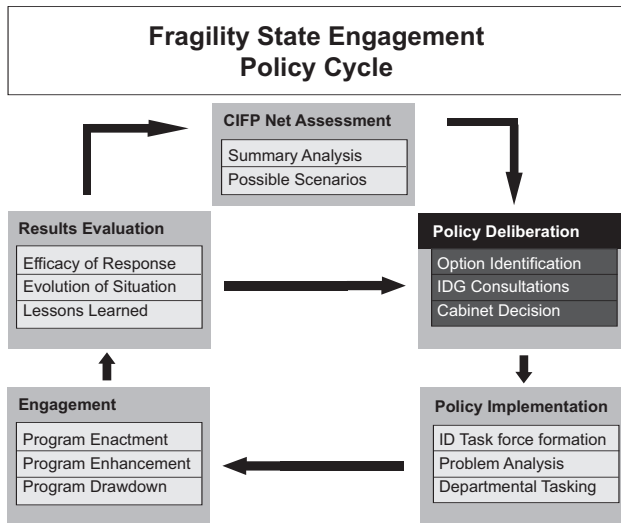 Fragility State Engagement
Policy Cycle
CIFP Net Assessment
Summary Analysis
Possible Scenarios
Results Evaluation
Efficacy of Response
Evolution of Situation
Lessons Learned
Policy Deliberation
Option Identification
IDG Consultations
Cabinet Decision
Engagement
Program Enactment
Program Enhancement
Program Drawdown
Policy Implementation
ID Task force formation
Problem Analysis
Departmental Tasking